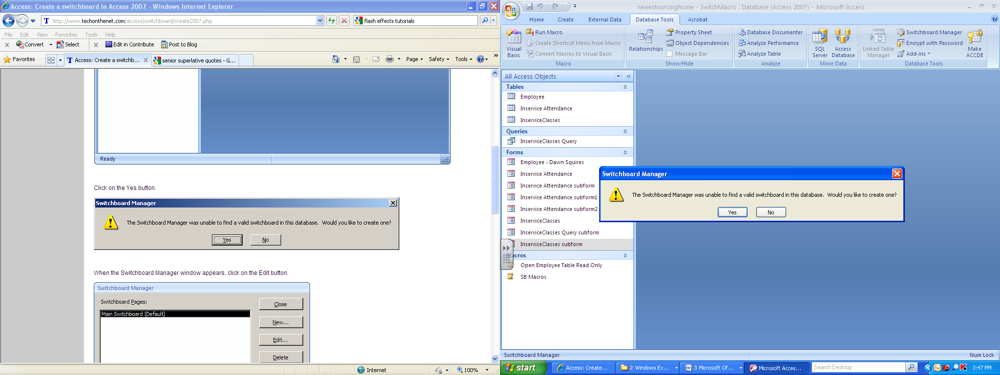 Access: Create a switchboard in Access 2007 - Windows Internet Explorer
http://www.techonthenet.com/access/switchboard/create2007.php
flash effects tutorials
File Edit View Favorites Tools Help
Convert Select Edit in Contribute Post to Blog
Favorites Access: Create a switchb... senior superlative quotes - G... Page Safety Tools
Ready
Click on the Yes button.
Switchboard Manager
The Switchboard Manager was unable to find a valid switchboard in this database. Would you like to create one?
Yes No
When the Switchboard Manager window appears, click on the Edit button.
Switchboard Manager
Switchboard Pages:
Main Switchboard (Default)
Close
New...
Edit...
Delete
Internet 100%
newestnursinghome - SwitchMacro : Database (Access 2007) - Microsoft Access
Home Create External Data Database Tools Acrobat
Visual Basic
Run Macro
Create Shortcut Menu from Macro
Convert Macros to Visual Basic
Macro
Relationships
Property Sheet
Object Dependencies
Message Bar
Show/Hide
Database Documenter
Analyze Performance
Analyze Table
Analyze
SQL Server
Access Database
Move Data
Linked Table Manager
Switchboard Manager
Encrypt with Password
Add-ins
Make ACCDE
Database Tools
All Access Objects
Tables
Employee
Inservice Attendance
InserviceClasses
Queries
InserviceClasses Query
Forms
Employee - Dawn Squires
Inservice Attendance
Inservice Attendance subform
Inservice Attendance subform1
Inservice Attendance subform2
InserviceClasses
InserviceClasses Query subform
InserviceClasses subform
acros
Open Employee Table Read Only
SB Macros
Switchboard Manager
The Switchboard Manager was unable to find a valid switchboard in this database. Would you like to create one?
Yes No
Switchboard Manager Num Lock
start Access: Create... 2 Windows Ex... 3 Microsoft Of... Microsoft Acces... Search Desktop 3:47 PM